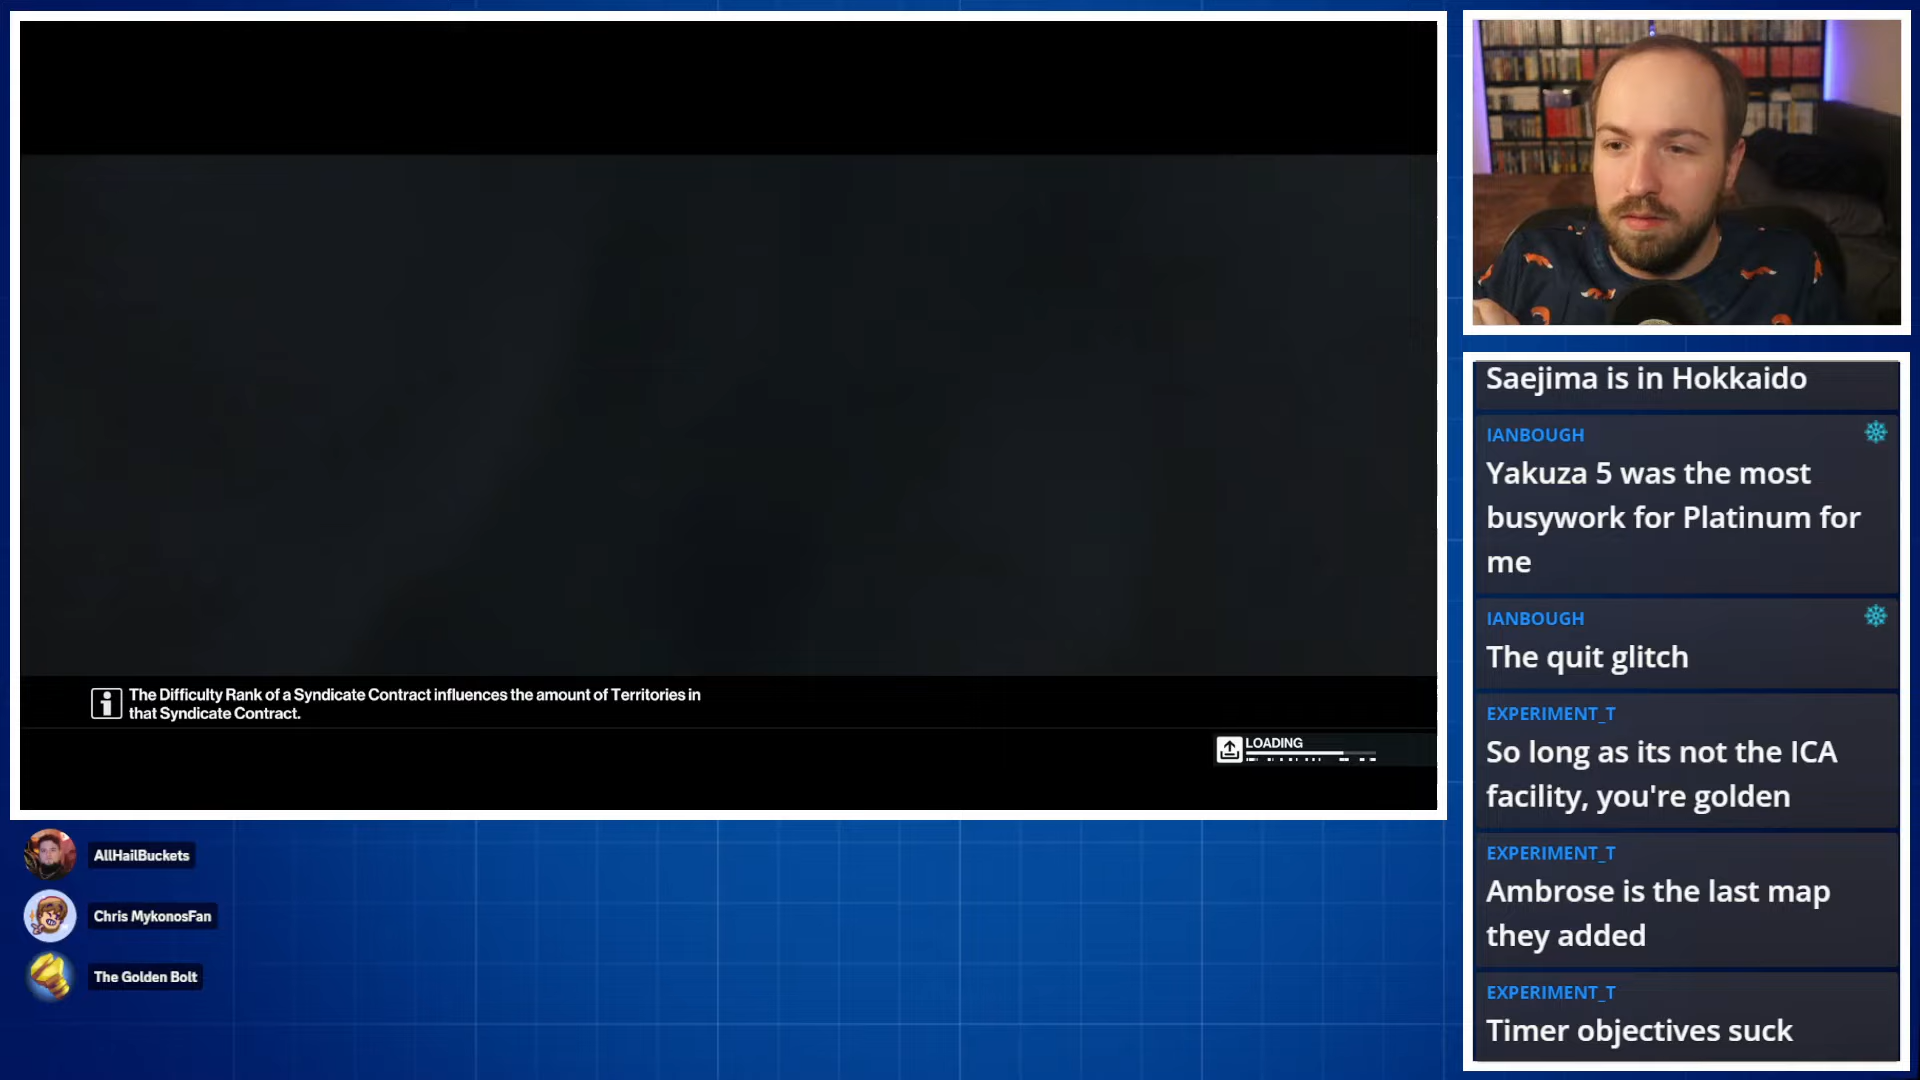 The Difficulty Rank of a Syndicate Contract influences the amount of Territories in
that Syndicate Contract.
LOADING
AllHailBuckets
Chris MykonosFan
The Golden Bolt
Saejima is in Hokkaido
IANBOUGH
Yakuza 5 was the most
busywork for Platinum for
me
IANBOUGH
The quit glitch
EXPERIMENT_T
So long as its not the ICA
facility, you're golden
EXPERIMENT_T
Ambrose is the last map
they added
EXPERIMENT_T
Timer objectives suck